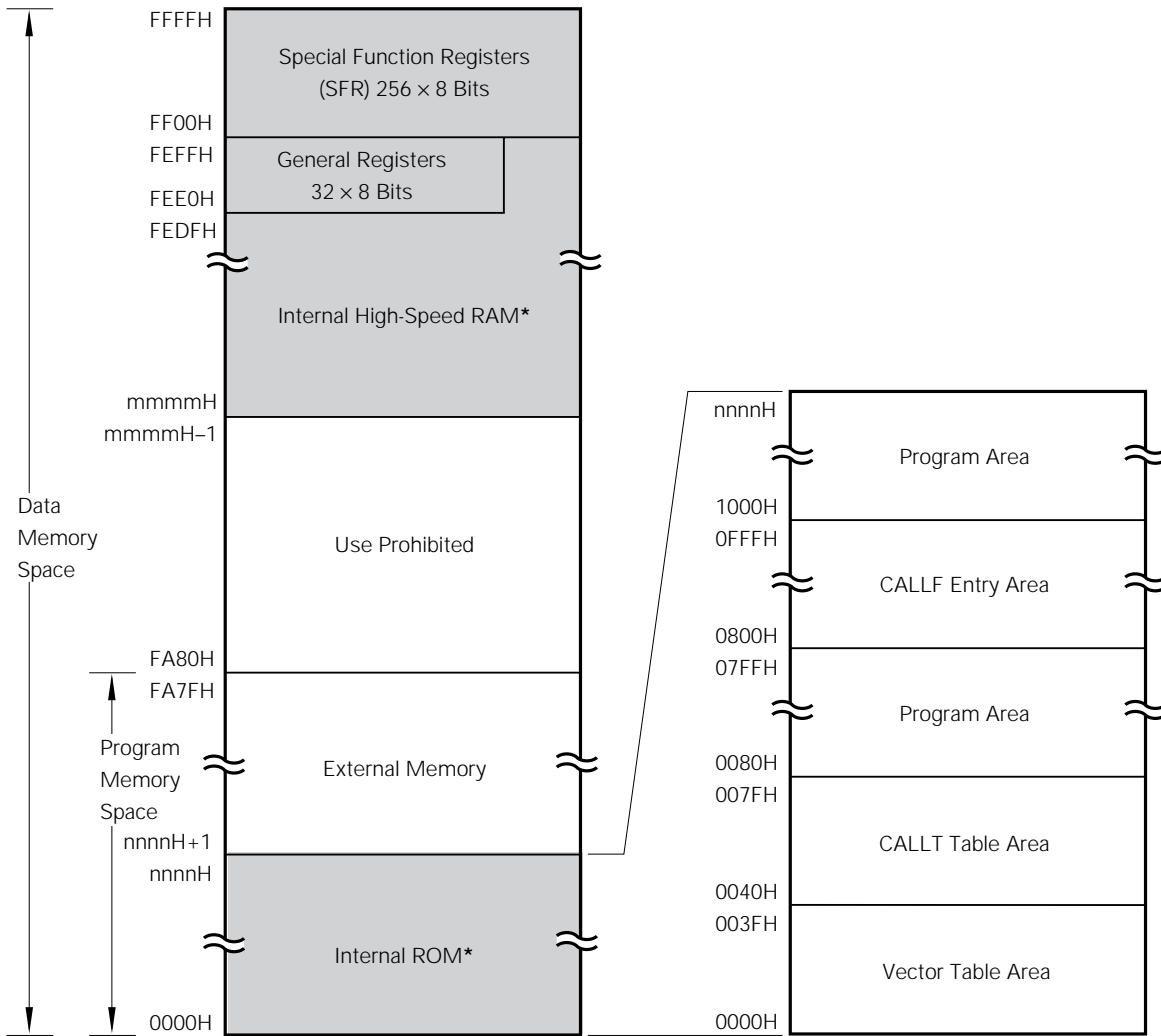 FFFFH
Special Function Registers
(SFR) 256 × 8 Bits
FF00H
FEFFH
General Registers
32 × 8 Bits
FEE0H
FEDFH
Internal High-Speed RAM*
mmmmH
mmmmH–1
Data
Memory
Space
Use Prohibited
FA80H
FA7FH
Program
Memory
Space
External Memory
nnnnH+1
nnnnH
Internal ROM*
0000H
nnnnH
Program Area
1000H
0FFFH
CALLF Entry Area
0800H
07FFH
Program Area
0080H
007FH
CALLT Table Area
0040H
003FH
Vector Table Area
0000H